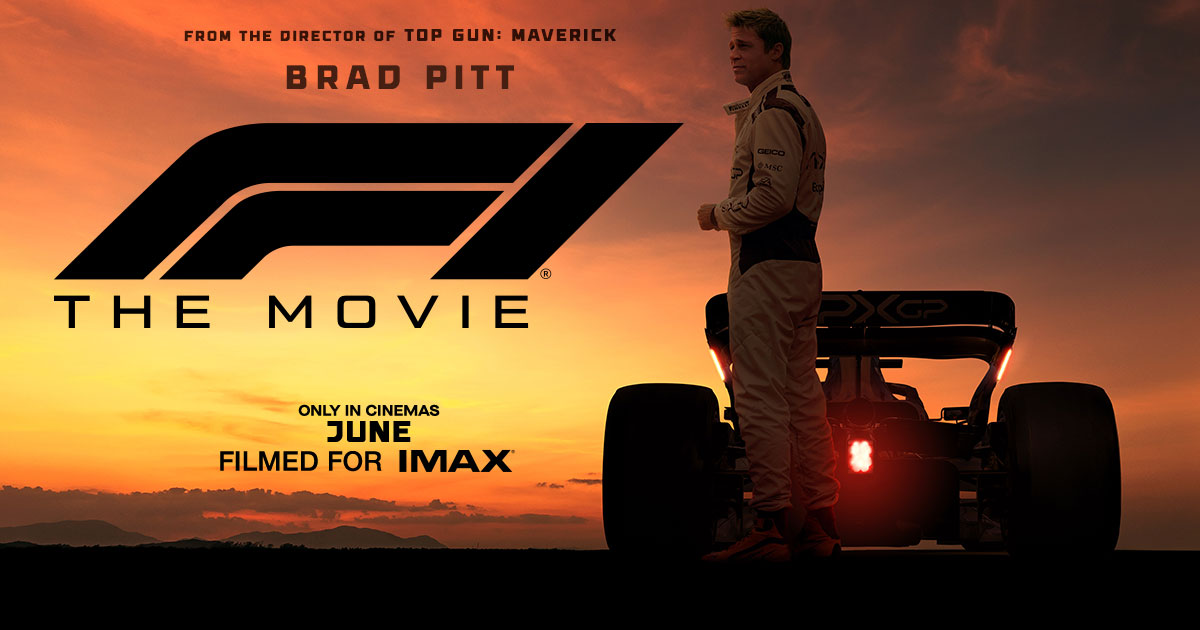 FROM THE DIRECTOR OF TOP GUN: MAVERICK
BRAD PITT
F1®
THE MOVIE
ONLY IN CINEMAS
JUNE
FILMED FOR IMAX®
GEICO
MSC
PXGP